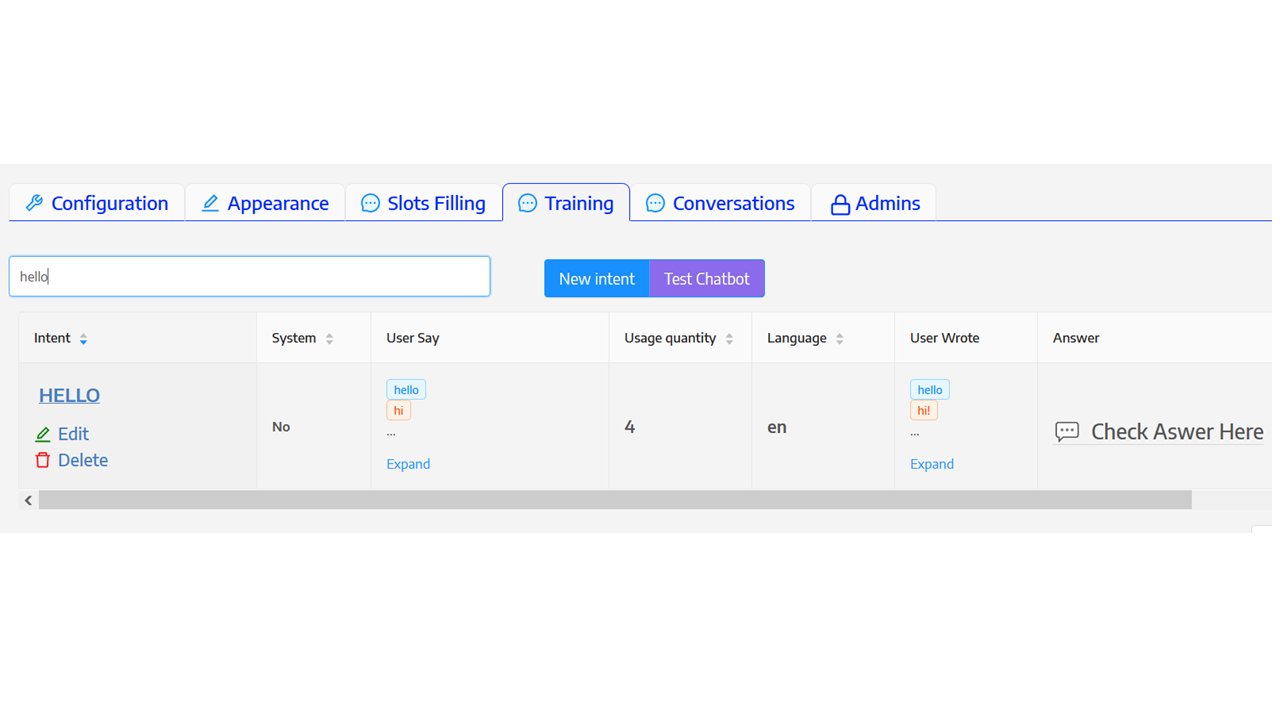 Configuration Appearance Slots Filling Training Conversations Admins
hello
New intent Test Chatbot
Intent System User Say Usage quantity Language User Wrote Answer
HELLO
Edit
Delete
No
hello
hi
...
Expand
4
en
hello
hi!
...
Expand
Check Aswer Here